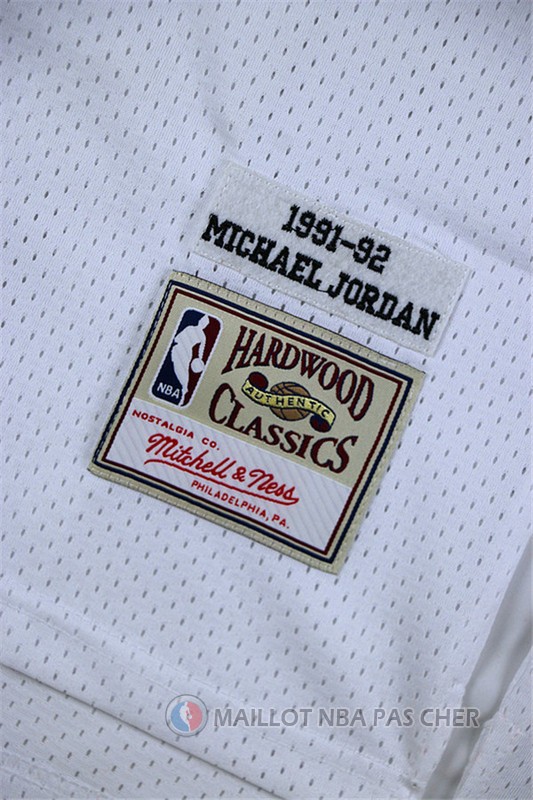 1991-92
MICHAEL JORDAN
NBA
HARDWOOD
AUTHENTIC
CLASSICS
NOSTALGIA CO.
Mitchell & Ness
PHILADELPHIA, PA.
MAILLOT NBA PAS CHER